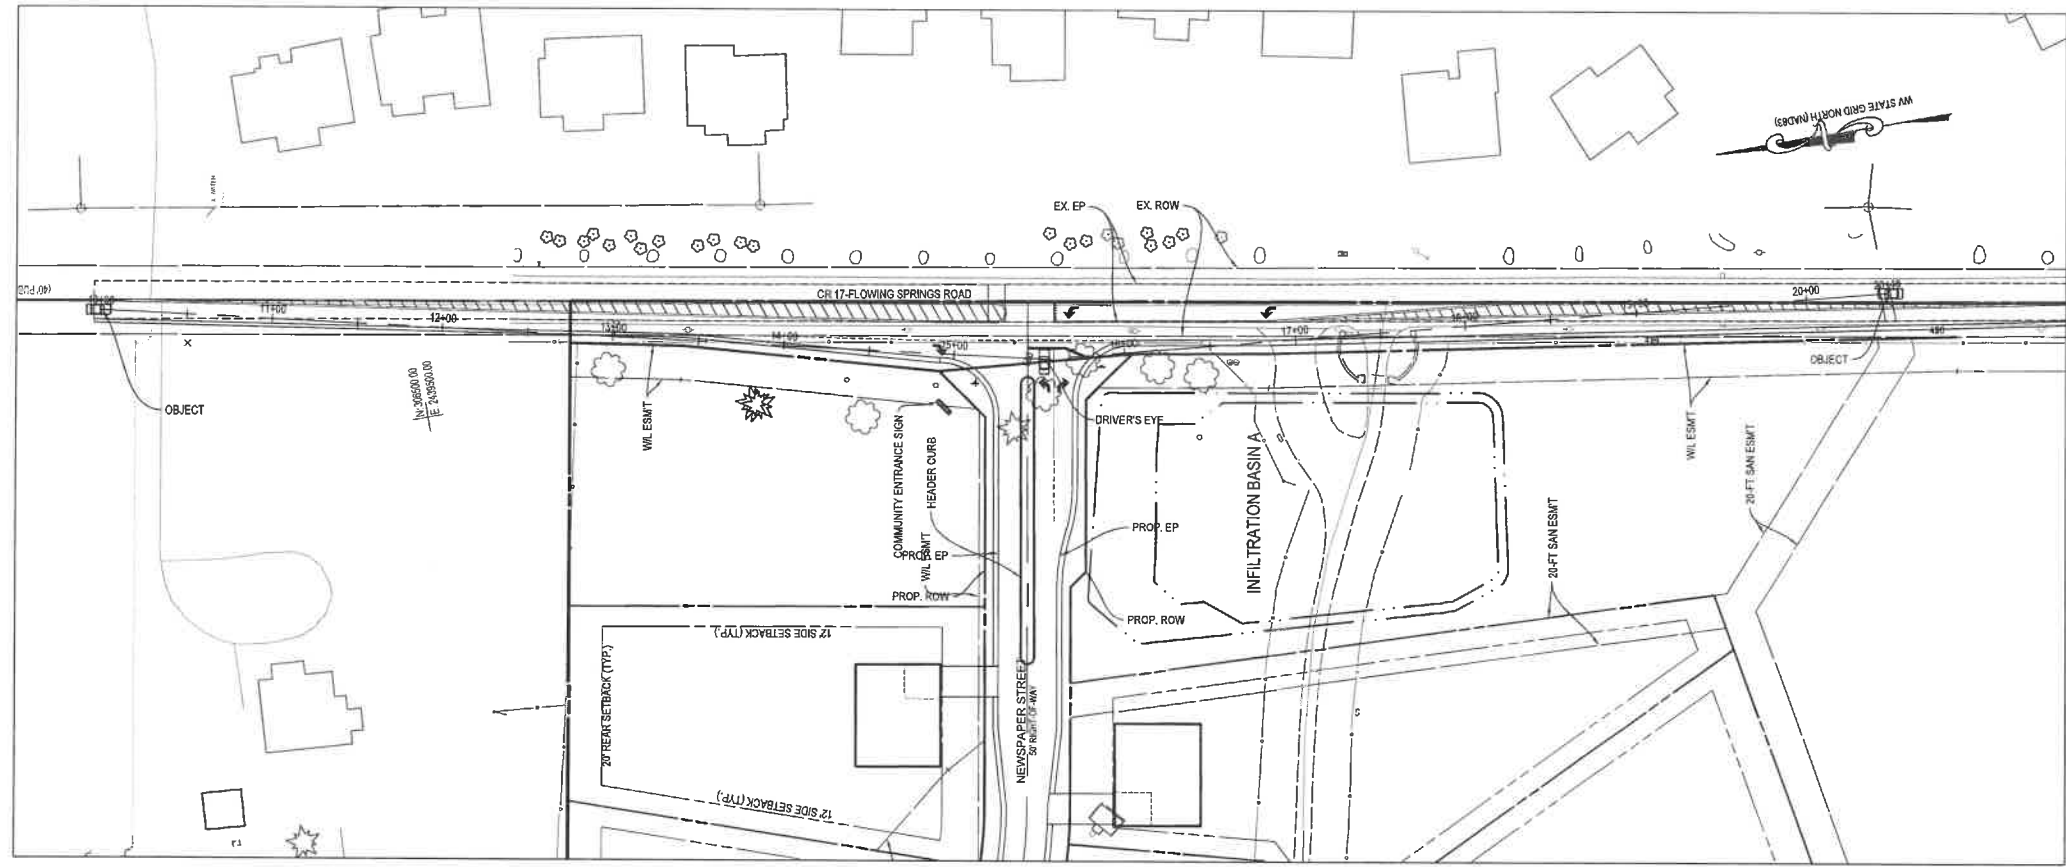 WV STATE GRID NORTH (NAD83)
EX. EP
EX. ROW
(40' PUB
CR 17-FLOWING SPRINGS ROAD
11+00
12+00
13+00
14+00
15+00
16+00
17+00
18+00
20+00
OBJECT
OBJECT
N: 306500.00
E: 2439500.00
W/L ESM'T
COMMUNITY ENTRANCE SIGN
HEADER CURB
DRIVER'S EYE
INFILTRATION BASIN A
W/L ESM'T
20-FT SAN ESM'T
20-FT SAN ESM'T
PROP. EP
W/L ESM'T
PROP. ROW
PROP. EP
PROP. ROW
12' SIDE SETBACK (TYP.)
20' REAR SETBACK (TYP.)
NEWSPAPER STREET
50' RIGHT-OF-WAY
12' SIDE SETBACK (TYP.)